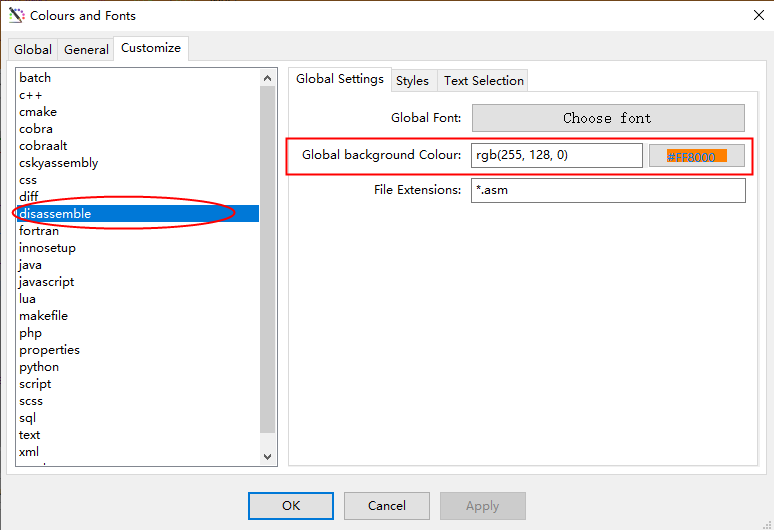 Colours and Fonts
Global General Customize
batch
c++
cmake
cobra
cobraalt
cskyassembly
css
diff
disassemble
fortran
innosetup
java
javascript
lua
makefile
php
properties
python
script
scss
sql
text
xml
Global Settings Styles Text Selection
Global Font: Choose font
Global background Colour: rgb(255, 128, 0) #FF8000...
File Extensions: *.asm
OK Cancel Apply